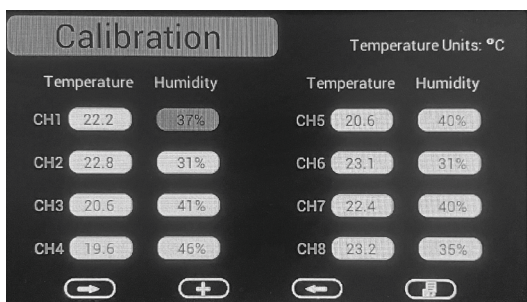 Calibration
Temperature Units: °C
Temperature Humidity Temperature Humidity
CH1 22.2 37% CH5 20.6 40%
CH2 22.8 31% CH6 23.1 31%
CH3 20.6 41% CH7 22.4 40%
CH4 19.6 46% CH8 23.2 35%